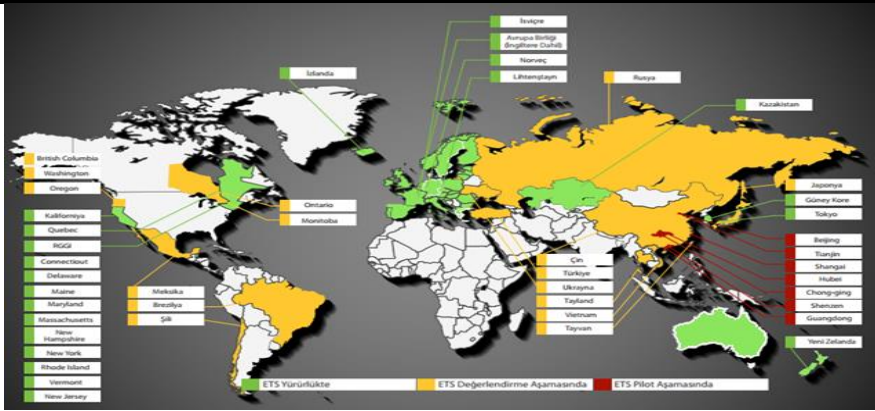 İsviçre
Avrupa Birliği
(İngiltere Dahil)
Norveç
Lihtenştayn
İzlanda
Rusya
Kazakistan
British Columbia
Washington
Oregon
Ontario
Monitoba
Kaliforniya
Quebec
RGGI
Connectiout
Delaware
Maine
Maryland
Massachusetts
New
Hampshire
New York
Rhode Island
Vermont
New Jersey
Meksika
Brezilya
Şili
Çin
Türkiye
Ukrayna
Tayland
Vietnam
Tayvan
Japonya
Güney Kore
Tokyo
Beijing
Tianjin
Shangai
Hubei
Chong-ging
Shenzen
Guangdong
Yeni Zelanda
ETS Yürürlükte
ETS Değerlendirme Aşamasında
ETS Pilot Aşamasında